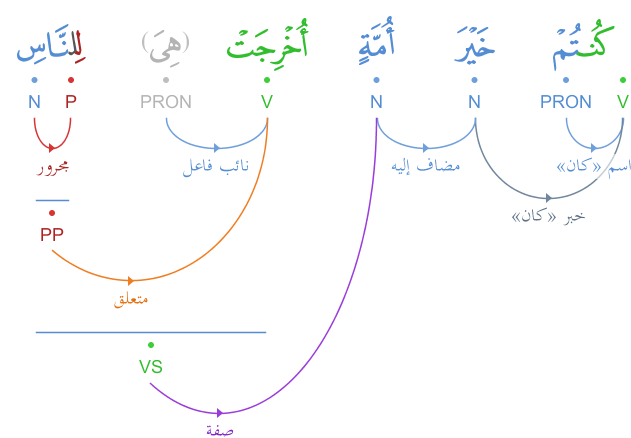 كُنتُمْ خَيْرَ أُمَّةٍ أُخْرِجَتْ (هِىَ) لِلنَّاسِ
N P PRON V N N PRON V
مجرور نائب فاعل مضاف إليه اسم «كان»
خبر «كان»
PP
متعلق
VS
صفة